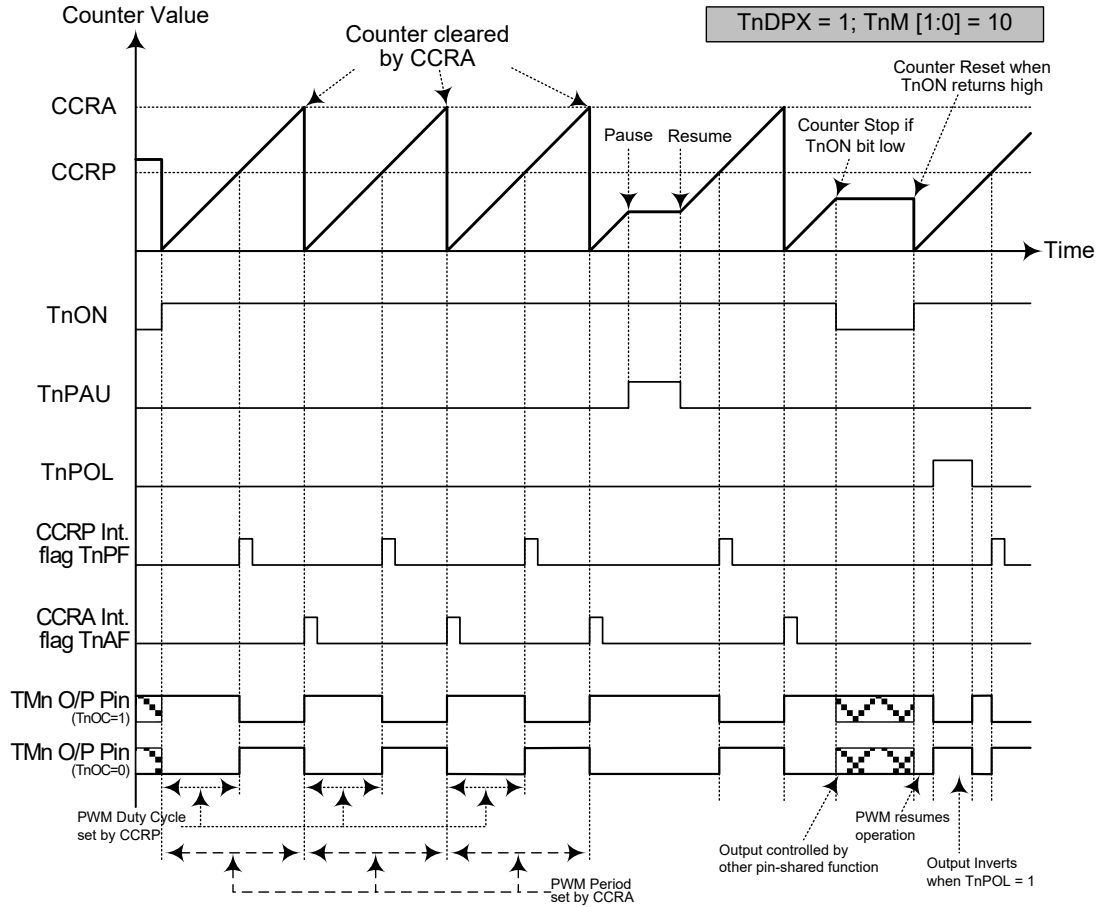 Counter Value
TnDPX = 1; TnM [1:0] = 10
Counter cleared
by CCRA
Counter Reset when
TnON returns high
CCRA
Pause
Resume
Counter Stop if
TnON bit low
CCRP
Time
TnON
TnPAU
TnPOL
CCRP Int.
flag TnPF
CCRA Int.
flag TnAF
TMn O/P Pin
(TnOC=1)
TMn O/P Pin
(TnOC=0)
PWM Duty Cycle
set by CCRP
PWM resumes
operation
Output controlled by
other pin-shared function
Output Inverts
when TnPOL = 1
PWM Period
set by CCRA